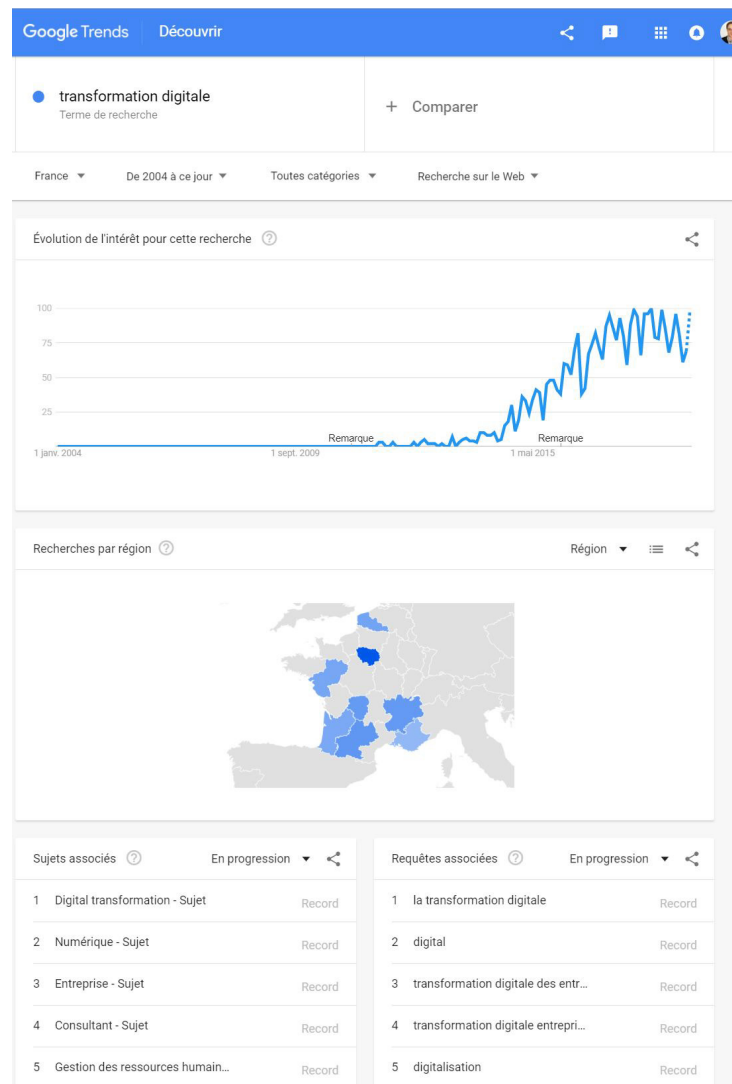 Google Trends Découvrir
transformation digitale
Terme de recherche
+ Comparer
France De 2004 à ce jour Toutes catégories Recherche sur le Web
Évolution de l'intérêt pour cette recherche ?
100
75
50
25
Remarque Remarque
1 janv. 2004 1 sept. 2009 1 mai 2015
Recherches par région ? Région
Sujets associés ? En progression
1 Digital transformation - Sujet Record
2 Numérique - Sujet Record
3 Entreprise - Sujet Record
4 Consultant - Sujet Record
5 Gestion des ressources humain... Record
Requêtes associées ? En progression
1 la transformation digitale Record
2 digital Record
3 transformation digitale des entr... Record
4 transformation digitale entrepri... Record
5 digitalisation Record